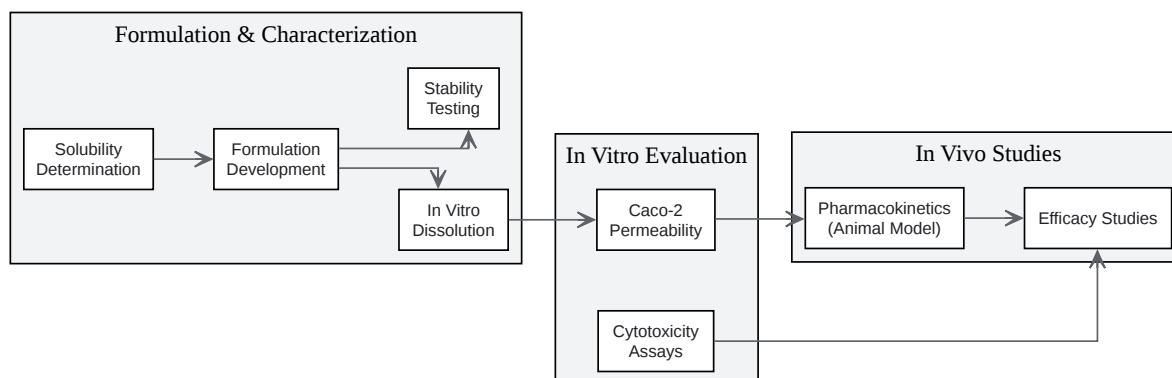 Formulation & Characterization
Stability
Testing
Solubility
Determination
Formulation
Development
In Vitro
Dissolution
In Vitro Evaluation
Caco-2
Permeability
Cytotoxicity
Assays
In Vivo Studies
Pharmacokinetics
(Animal Model)
Efficacy Studies